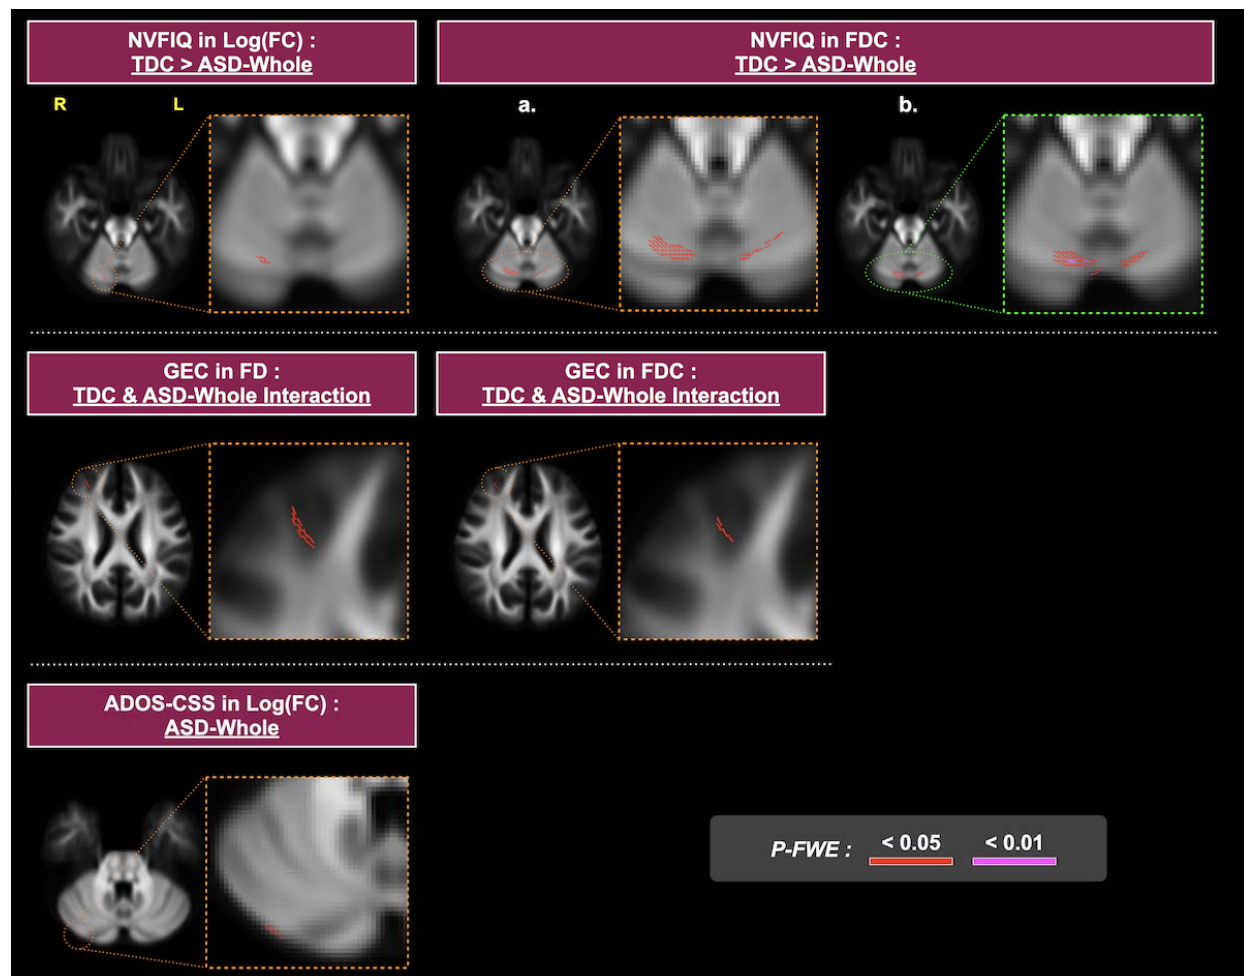 NVFIQ in Log(FC) :
TDC > ASD-Whole
NVFIQ in FDC :
TDC > ASD-Whole
R
L
a.
b.
GEC in FD :
TDC & ASD-Whole Interaction
GEC in FDC :
TDC & ASD-Whole Interaction
ADOS-CSS in Log(FC) :
ASD-Whole
P-FWE : < 0.05 < 0.01